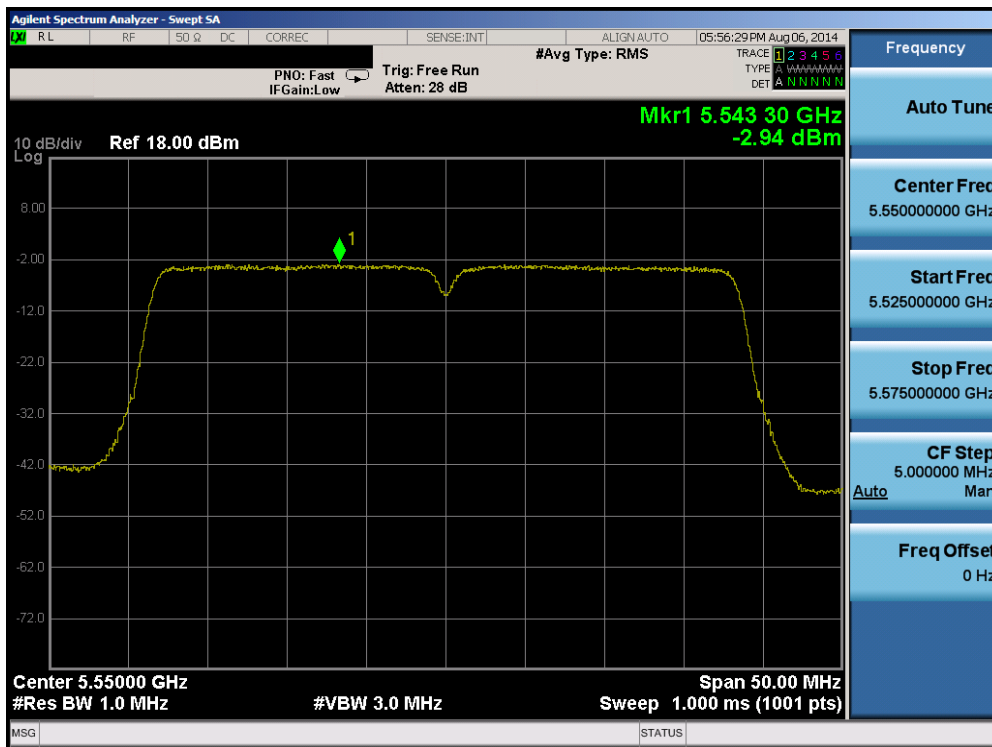 Agilent Spectrum Analyzer - Swept SA
LXI RL RF 50 Ω DC CORREC SENSE:INT ALIGN AUTO 05:56:29 PM Aug 06, 2014
#Avg Type: RMS
TRACE 1 2 3 4 5 6
TYPE A WWWWW
DET A N N N N N
PNO: Fast
IFGain:Low
Trig: Free Run
Atten: 28 dB
Mkr1 5.543 30 GHz
-2.94 dBm
10 dB/div Ref 18.00 dBm
Log
1
8.00
-2.00
-12.0
-22.0
-32.0
-42.0
-52.0
-62.0
-72.0
Center 5.55000 GHz Span 50.00 MHz
#Res BW 1.0 MHz #VBW 3.0 MHz Sweep 1.000 ms (1001 pts)
MSG STATUS
Frequency
Auto Tune
Center Freq
5.550000000 GHz
Start Freq
5.525000000 GHz
Stop Freq
5.575000000 GHz
CF Step
5.000000 MHz
Auto Man
Freq Offset
0 Hz